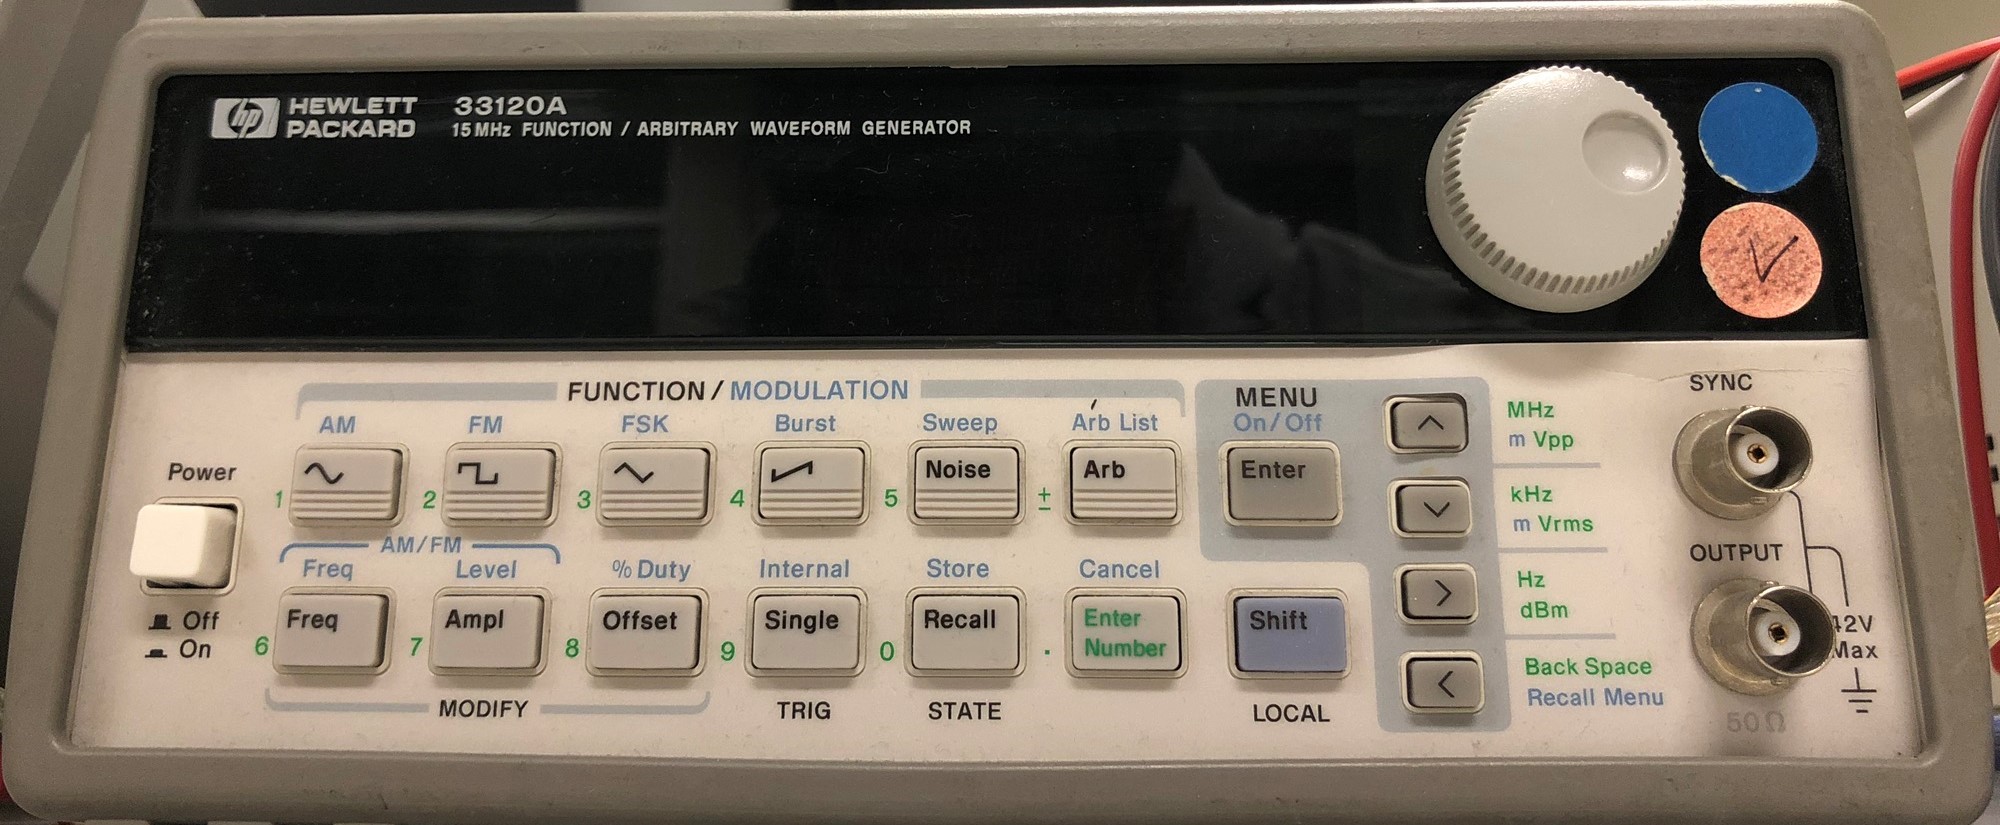 hp HEWLETT PACKARD
33120A
15 MHz FUNCTION / ARBITRARY WAVEFORM GENERATOR
FUNCTION / MODULATION
MENU
On/Off
AM FM FSK Burst Sweep Arb List
Power
1 2 3 4 5 Noise ± Arb Enter
AM/FM
Freq Level % Duty Internal Store Cancel
Off
On
6 Freq 7 Ampl 8 Offset 9 Single 0 Recall . Enter Number Shift
MODIFY TRIG STATE LOCAL
MHz
m Vpp
kHz
m Vrms
Hz
dBm
Back Space
Recall Menu
SYNC
OUTPUT
42V
Max
50Ω